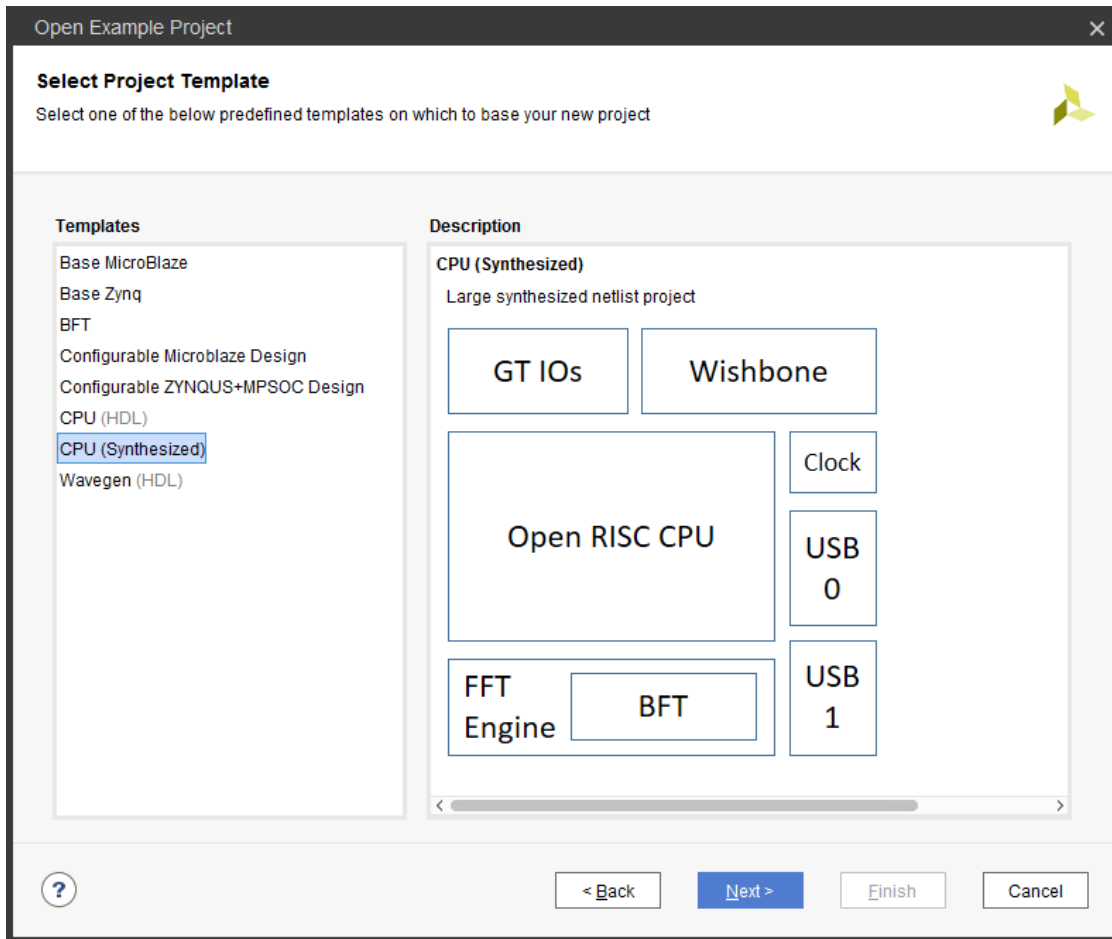 Open Example Project
Select Project Template
Select one of the below predefined templates on which to base your new project
Templates
Base MicroBlaze
Base Zynq
BFT
Configurable Microblaze Design
Configurable ZYNQUS+MPSOC Design
CPU (HDL)
CPU (Synthesized)
Wavegen (HDL)
Description
CPU (Synthesized)
Large synthesized netlist project
GT IOs
Wishbone
Open RISC CPU
Clock
USB
0
FFT
Engine
BFT
USB
1
?
< Back
Next >
Finish
Cancel